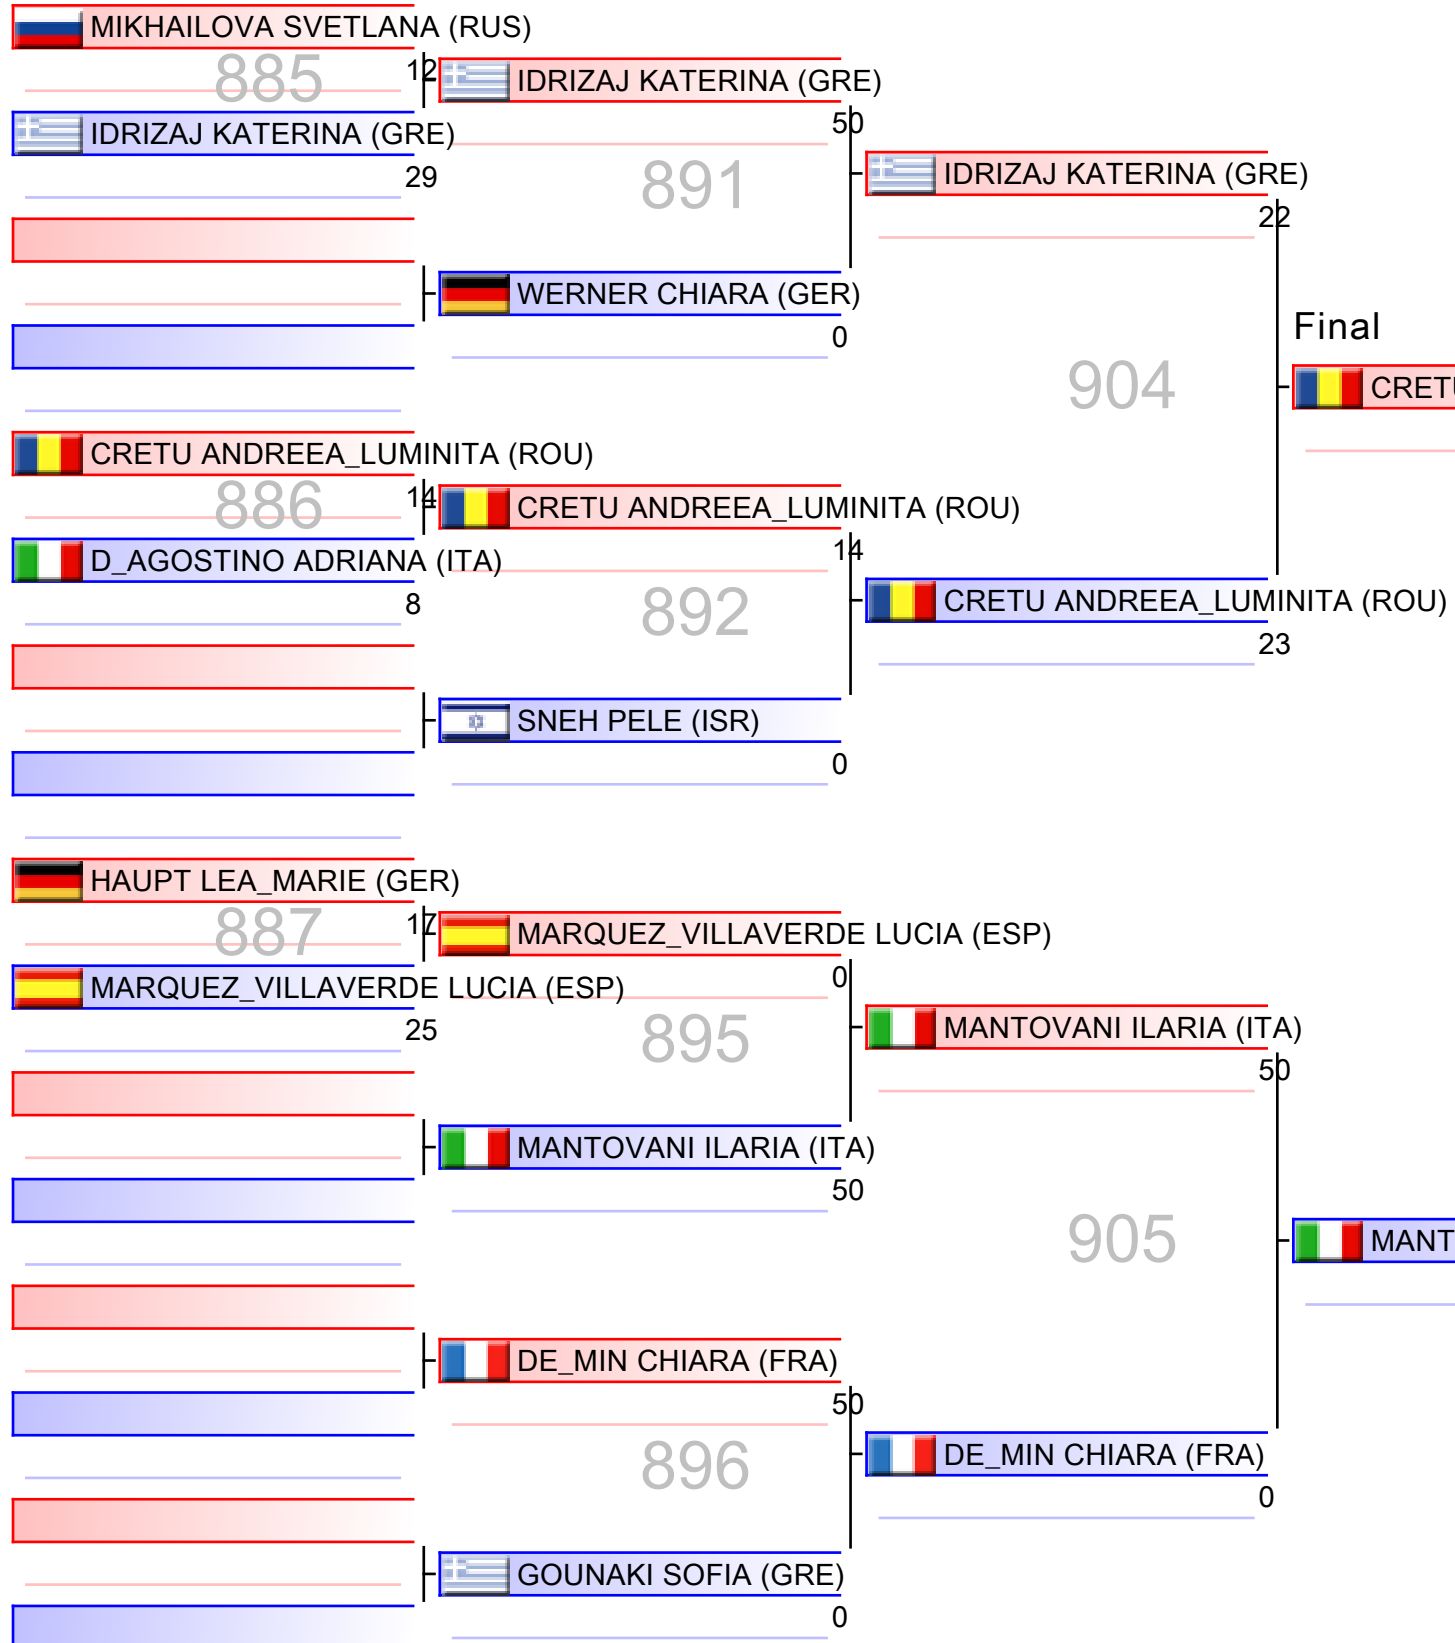 MIKHAILOVA SVETLANA (RUS)
885
12
IDRIZAJ KATERINA (GRE)
29
IDRIZAJ KATERINA (GRE)
50
891
WERNER CHIARA (GER)
0
IDRIZAJ KATERINA (GRE)
22
904
Final
CRETU
CRETU ANDREEA_LUMINITA (ROU)
886
14
D_AGOSTINO ADRIANA (ITA)
8
CRETU ANDREEA_LUMINITA (ROU)
14
892
SNEH PELE (ISR)
0
CRETU ANDREEA_LUMINITA (ROU)
23
HAUPT LEA_MARIE (GER)
887
17
MARQUEZ_VILLAVERDE LUCIA (ESP)
25
MARQUEZ_VILLAVERDE LUCIA (ESP)
0
895
MANTOVANI ILARIA (ITA)
50
MANTOVANI ILARIA (ITA)
50
905
MANT
DE_MIN CHIARA (FRA)
50
896
GOUNAKI SOFIA (GRE)
0
DE_MIN CHIARA (FRA)
0